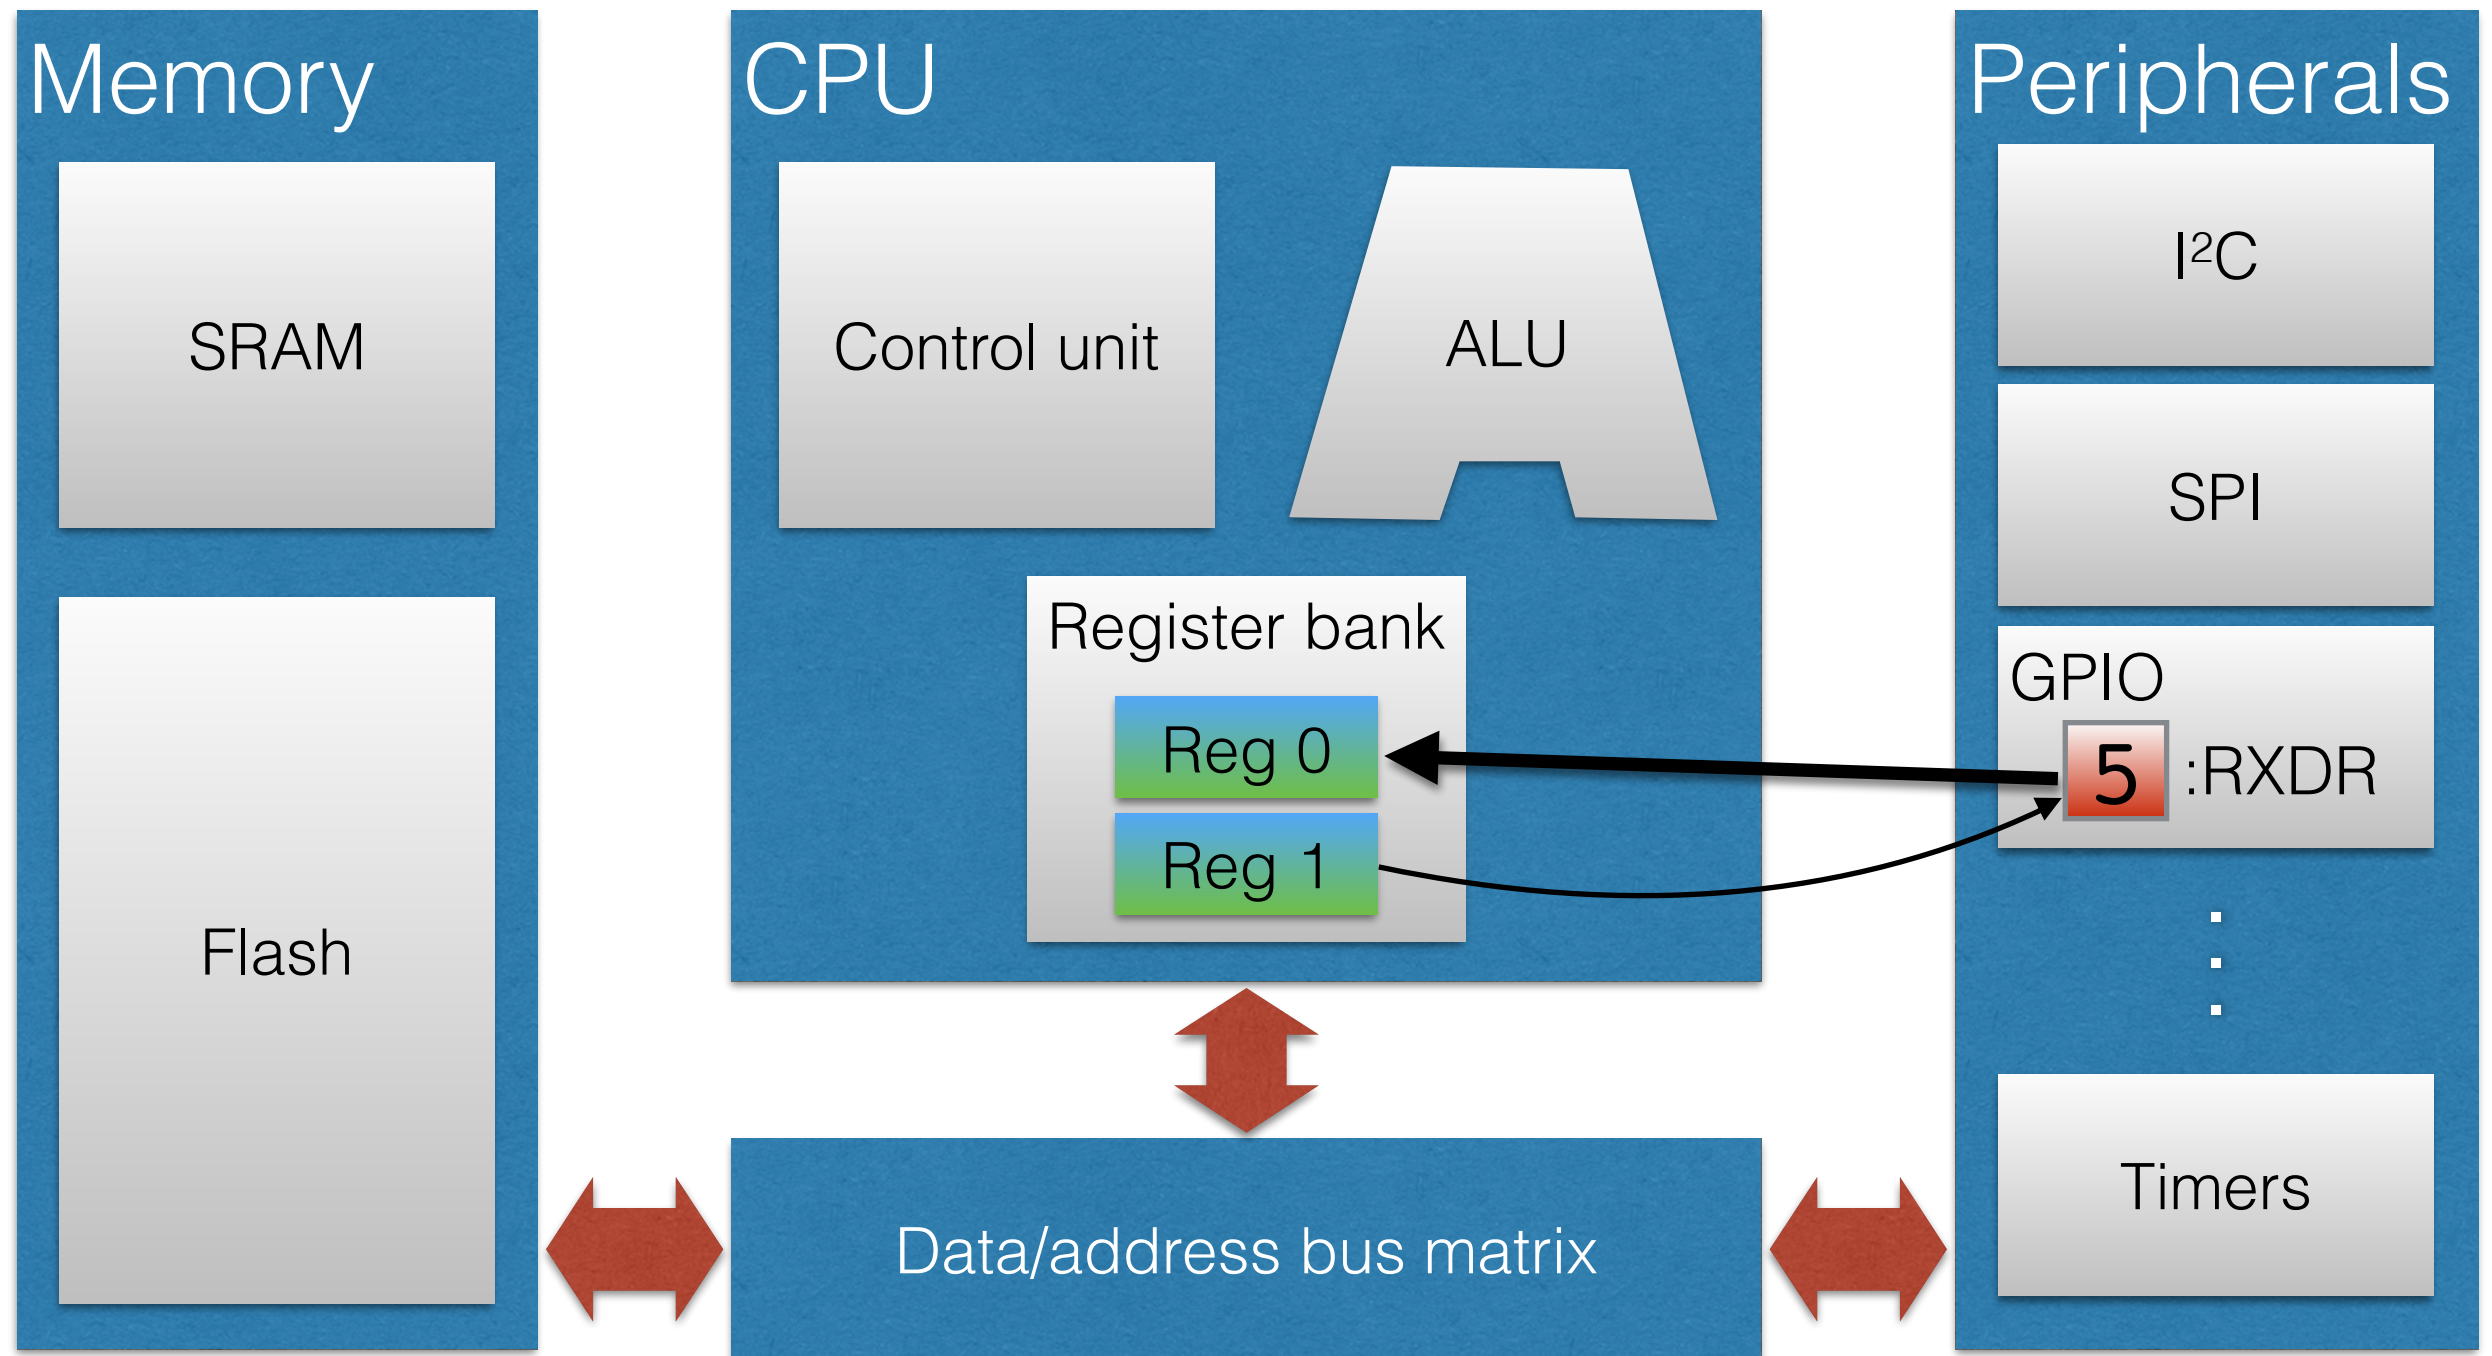 Memory
SRAM
Flash
CPU
Control unit
ALU
Register bank
Reg 0
Reg 1
Data/address bus matrix
Peripherals
I²C
SPI
GPIO
5 :RXDR
Timers